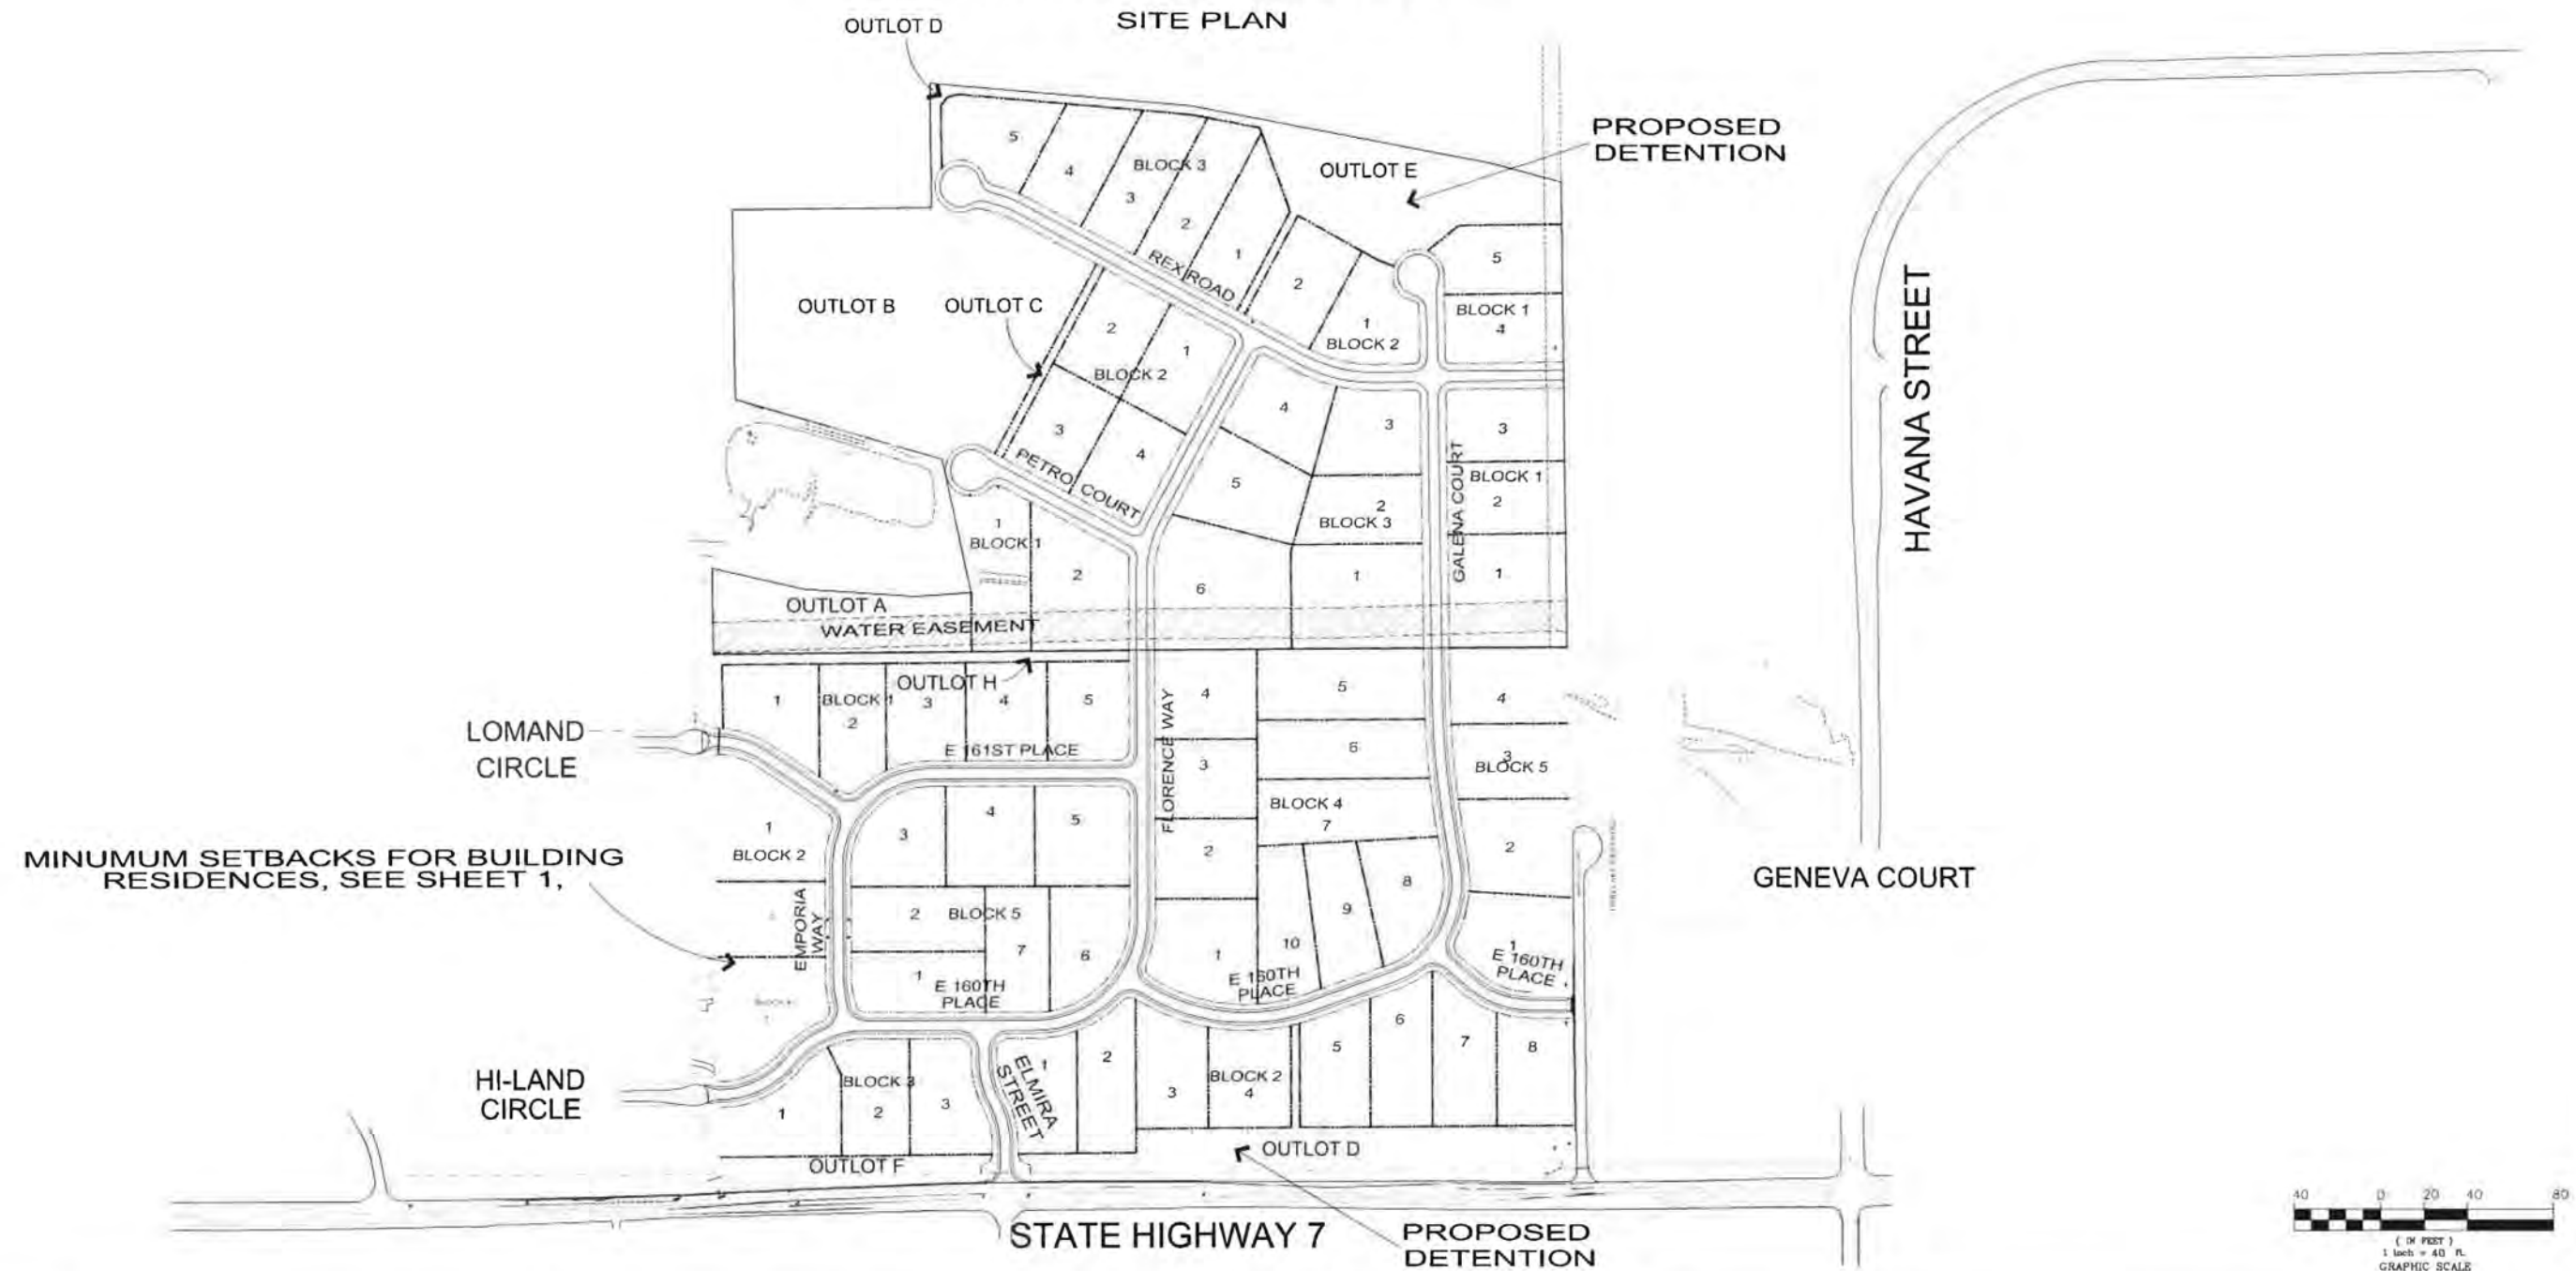 SITE PLAN
OUTLOT D
PROPOSED
DETENTION
OUTLOT E
5
4
BLOCK 3
3
2
1
REX ROAD
2
1
BLOCK 2
5
BLOCK 1
4
OUTLOT B
OUTLOT C
2
1
BLOCK 2
3
4
PETRO COURT
HAVANA STREET
4
3
5
2
BLOCK 3
1
6
GALENA COURT
3
BLOCK 1
2
1
1
BLOCK 1
2
OUTLOT A
WATER EASEMENT
OUTLOT H
1
BLOCK 1
2
3
4
5
E 161ST PLACE
LOMAND
CIRCLE
FLORENCE WAY
4
3
2
1
5
6
BLOCK 4
7
8
9
10
4
3
BLOCK 5
2
1
E 160TH
PLACE
1
BLOCK 2
MINUMUM SETBACKS FOR BUILDING
RESIDENCES, SEE SHEET 1,
EMPORIA
WAY
3
4
5
2
BLOCK 5
7
6
1
E 160TH
PLACE
E 160TH
PLACE
GENEVA COURT
HI-LAND
CIRCLE
1
BLOCK 3
2
3
ELMIRA
STREET
1
2
3
BLOCK 2
4
5
6
7
8
OUTLOT F
OUTLOT D
STATE HIGHWAY 7
PROPOSED
DETENTION
40 0 20 40 80
( IN FEET )
1 inch = 40 ft.
GRAPHIC SCALE